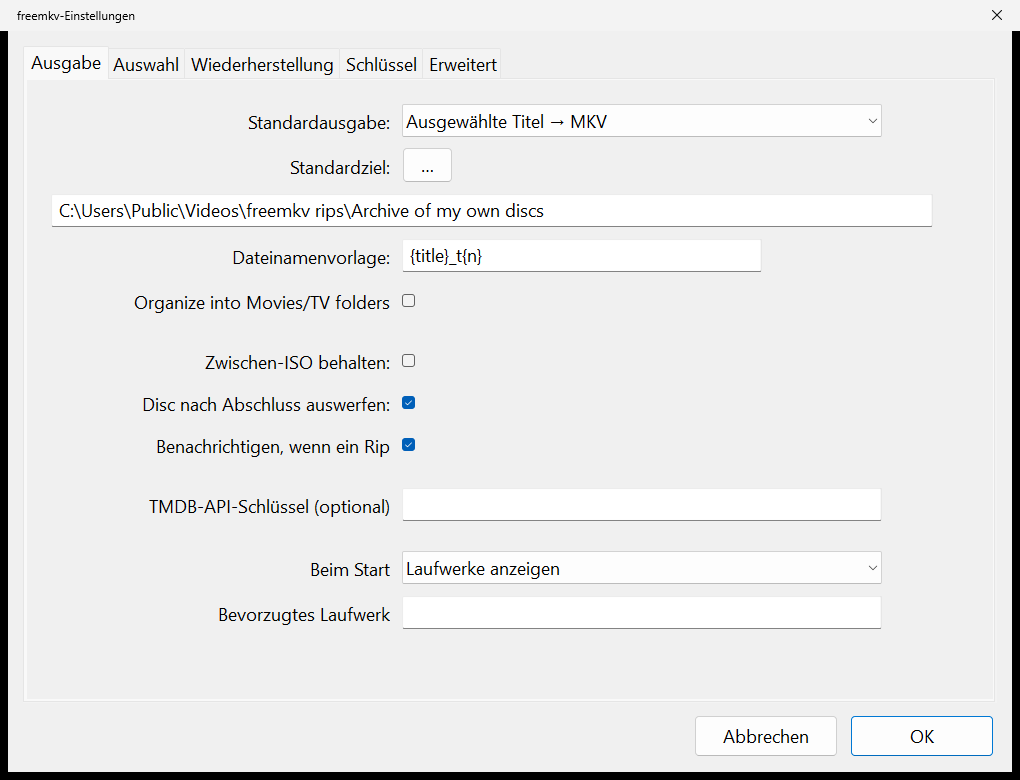 freemkv-Einstellungen
Ausgabe Auswahl Wiederherstellung Schlüssel Erweitert
Standardausgabe: Ausgewählte Titel → MKV
Standardziel: ...
C:\Users\Public\Videos\freemkv rips\Archive of my own discs
Dateinamenvorlage: {title}_t{n}
Organize into Movies/TV folders
Zwischen-ISO behalten:
Disc nach Abschluss auswerfen:
Benachrichtigen, wenn ein Rip
TMDB-API-Schlüssel (optional)
Beim Start Laufwerke anzeigen
Bevorzugtes Laufwerk
Abbrechen OK